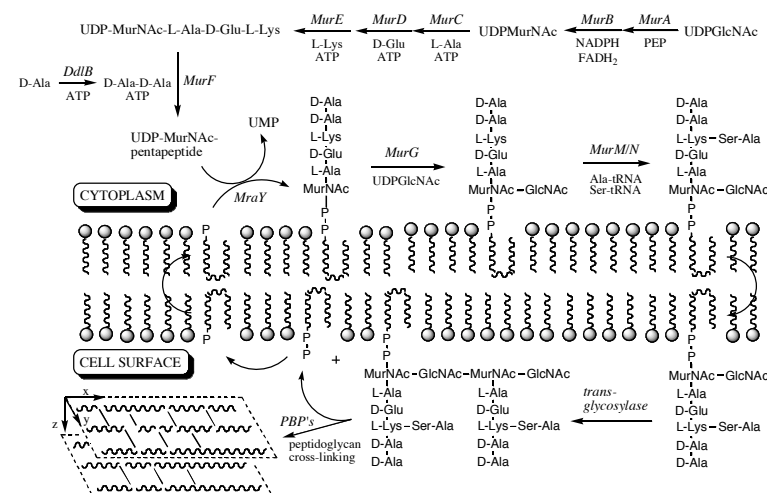 UDP-MurNAc-L-Ala-D-Glu-L-Lys
MurE
L-Lys
ATP
MurD
D-Glu
ATP
MurC
L-Ala
ATP
UDPMurNAc
MurB
NADPH
FADH2
MurA
PEP
UDPGlcNAc
D-Ala
DdlB
ATP
D-Ala-D-Ala
ATP
MurF
UDP-MurNAc-
pentapeptide
UMP
MraY
CYTOPLASM
D-Ala
D-Ala
L-Lys
D-Glu
L-Ala
MurNAc
P
P
MurG
UDPGlcNAc
D-Ala
D-Ala
L-Lys
D-Glu
L-Ala
MurNAc-GlcNAc
P
P
MurM/N
Ala-tRNA
Ser-tRNA
D-Ala
D-Ala
L-Lys-Ser-Ala
D-Glu
L-Ala
MurNAc-GlcNAc
P
P
P
P
CELL SURFACE
P
P
+
P
P
MurNAc-GlcNAc-MurNAc-GlcNAc
L-Ala
D-Glu
L-Lys-Ser-Ala
D-Ala
D-Ala
L-Ala
D-Glu
L-Lys-Ser-Ala
D-Ala
D-Ala
trans-
glycosylase
P
P
MurNAc-GlcNAc
L-Ala
D-Glu
L-Lys-Ser-Ala
D-Ala
D-Ala
PBP's
peptidoglycan
cross-linking
x
y
z